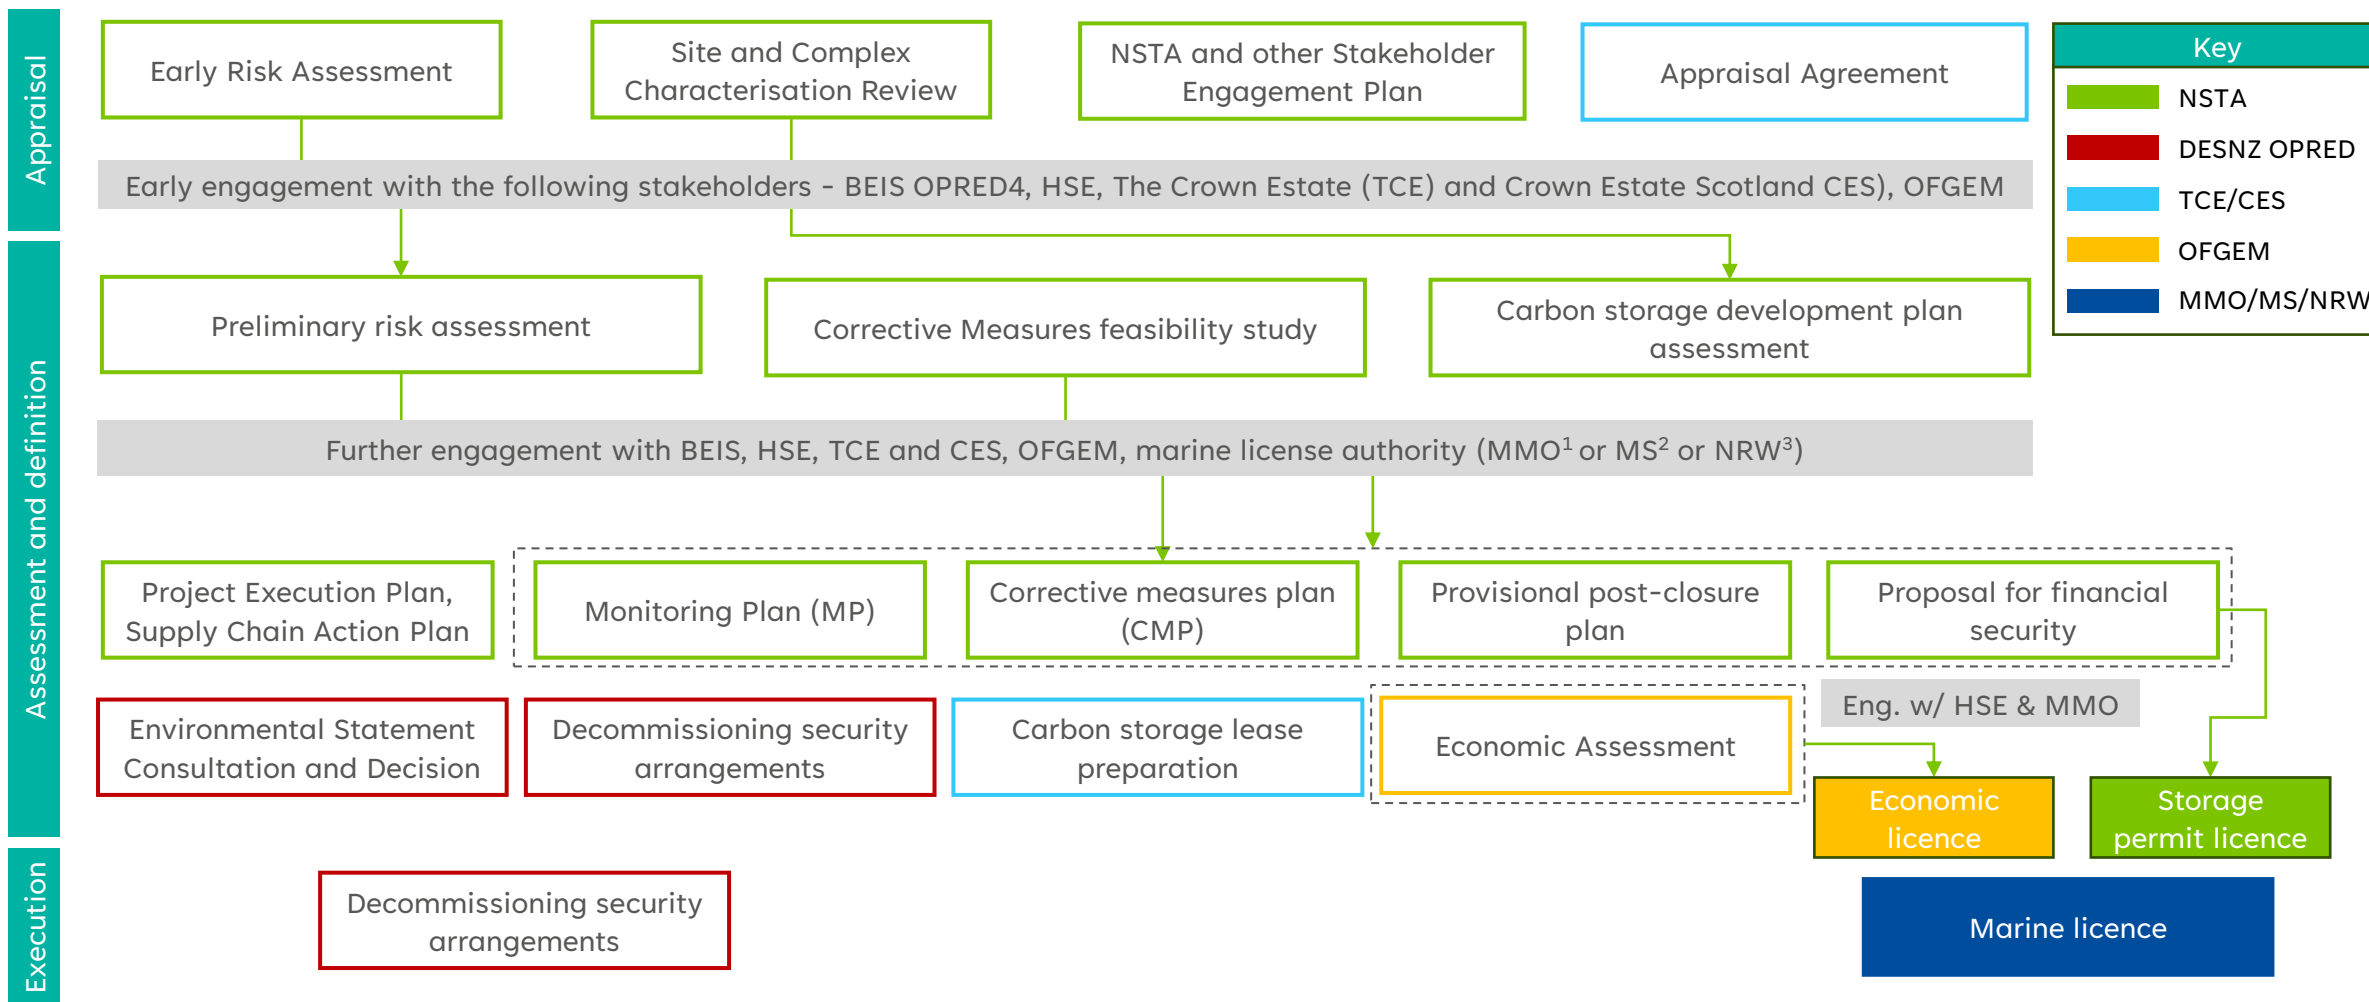 Appraisal
Early Risk Assessment
Site and Complex
Characterisation Review
NSTA and other Stakeholder
Engagement Plan
Appraisal Agreement
Key
NSTA
DESNZ OPRED
TCE/CES
OFGEM
MMO/MS/NRW
Early engagement with the following stakeholders - BEIS OPRED4, HSE, The Crown Estate (TCE) and Crown Estate Scotland CES), OFGEM
Assessment and definition
Preliminary risk assessment
Corrective Measures feasibility study
Carbon storage development plan
assessment
Further engagement with BEIS, HSE, TCE and CES, OFGEM, marine license authority (MMO¹ or MS² or NRW³)
Project Execution Plan,
Supply Chain Action Plan
Monitoring Plan (MP)
Corrective measures plan
(CMP)
Provisional post-closure
plan
Proposal for financial
security
Environmental Statement
Consultation and Decision
Decommissioning security
arrangements
Carbon storage lease
preparation
Economic Assessment
Eng. w/ HSE & MMO
Economic
licence
Storage
permit licence
Execution
Decommissioning security
arrangements
Marine licence